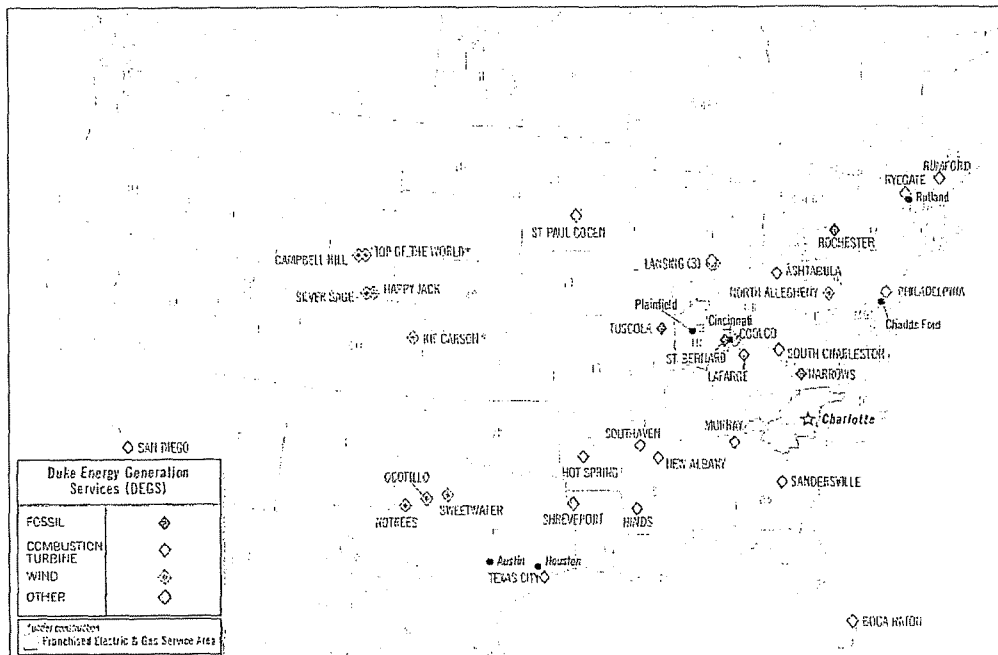 RUMFORD
RYEGATE
Rutland
ST PAUL COGEN
ROCHESTER
CAMPBELL HILL
TOP OF THE WORLD*
LANSING (3)
ASHTABULA
SILVER SAGE
HAPPY JACK
NORTH ALLEGHENY
PHILADELPHIA
Plainfield
Chadds Ford
TUSCOLA
Cincinnati
COOLCO
KIT CARSON*
ST. BERNARD
SOUTH CHARLESTON
LAFARGE
NARROWS
Charlotte
SAN DIEGO
SOUTHAVEN
MURRAY
HOT SPRING
NEW ALBANY
OCOTILLO
SANDERSVILLE
NOTREES
SWEETWATER
SHREVEPORT
HINDS
Austin
Houston
TEXAS CITY
BOCA RATON
Duke Energy Generation
Services (DEGS)
FOSSIL
COMBUSTION
TURBINE
WIND
OTHER
*under construction
Franchised Electric & Gas Service Area